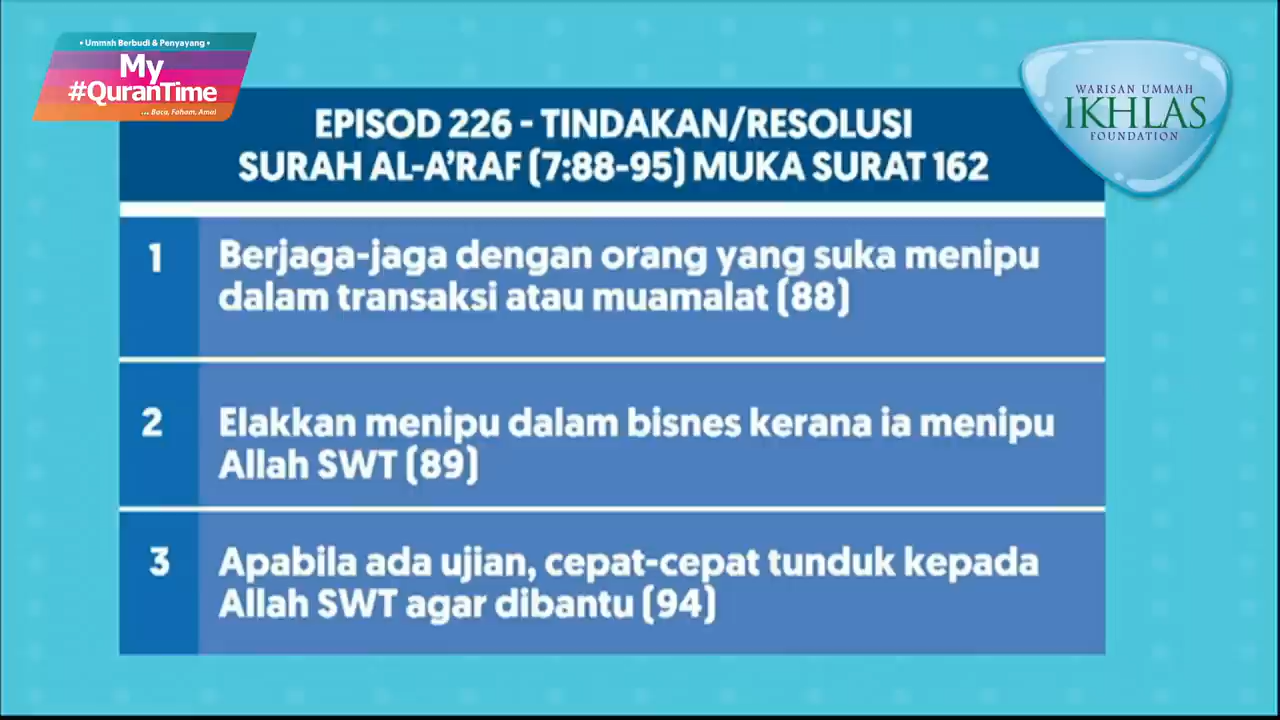 • Ummah Berbudi & Penyayang •
My
#QuranTime
... Baca, Faham, Amal
WARISAN UMMAH
IKHLAS
FOUNDATION
EPISOD 226 - TINDAKAN/RESOLUSI
SURAH AL-A’RAF (7:88-95) MUKA SURAT 162
1
Berjaga-jaga dengan orang yang suka menipu
dalam transaksi atau muamalat (88)
2
Elakkan menipu dalam bisnes kerana ia menipu
Allah SWT (89)
3
Apabila ada ujian, cepat-cepat tunduk kepada
Allah SWT agar dibantu (94)